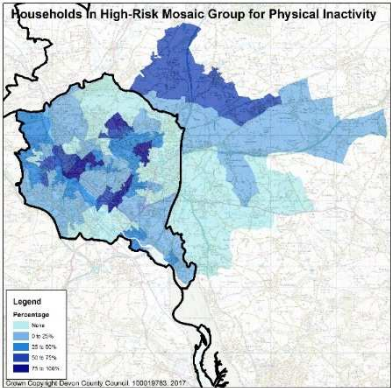 Households in High-Risk Mosaic Group for Physical Inactivity
Legend
Percentage
None
0 to 25%
25 to 50%
50 to 75%
75 to 100%
Crown Copyright Devon County Council. 100019783. 2017